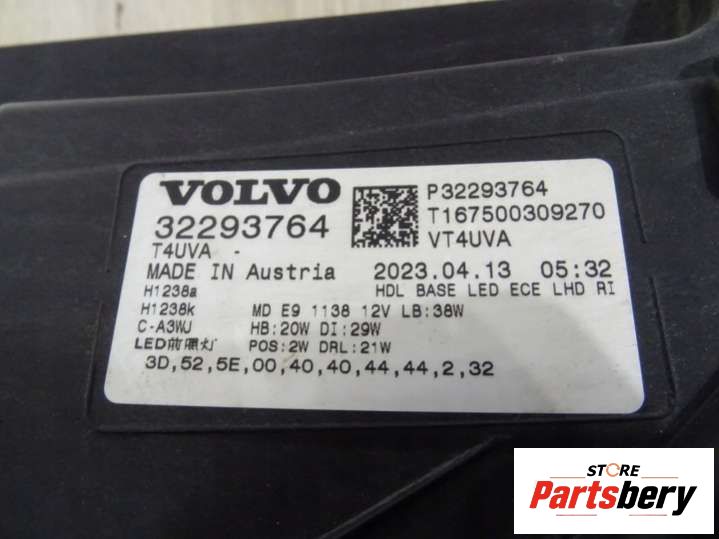 VOLVO
32293764
T4UVA -
P32293764
T167500309270
VT4UVA
MADE IN Austria 2023.04.13 05:32
H1238a HDL BASE LED ECE LHD RI
H1238k MD E9 1138 12V LB:38W
C-A3WJ HB:20W DI:29W
LED前照灯 POS:2W DRL:21W
3D,52,5E,00,40,40,44,44,2,32
STORE
Partsbery